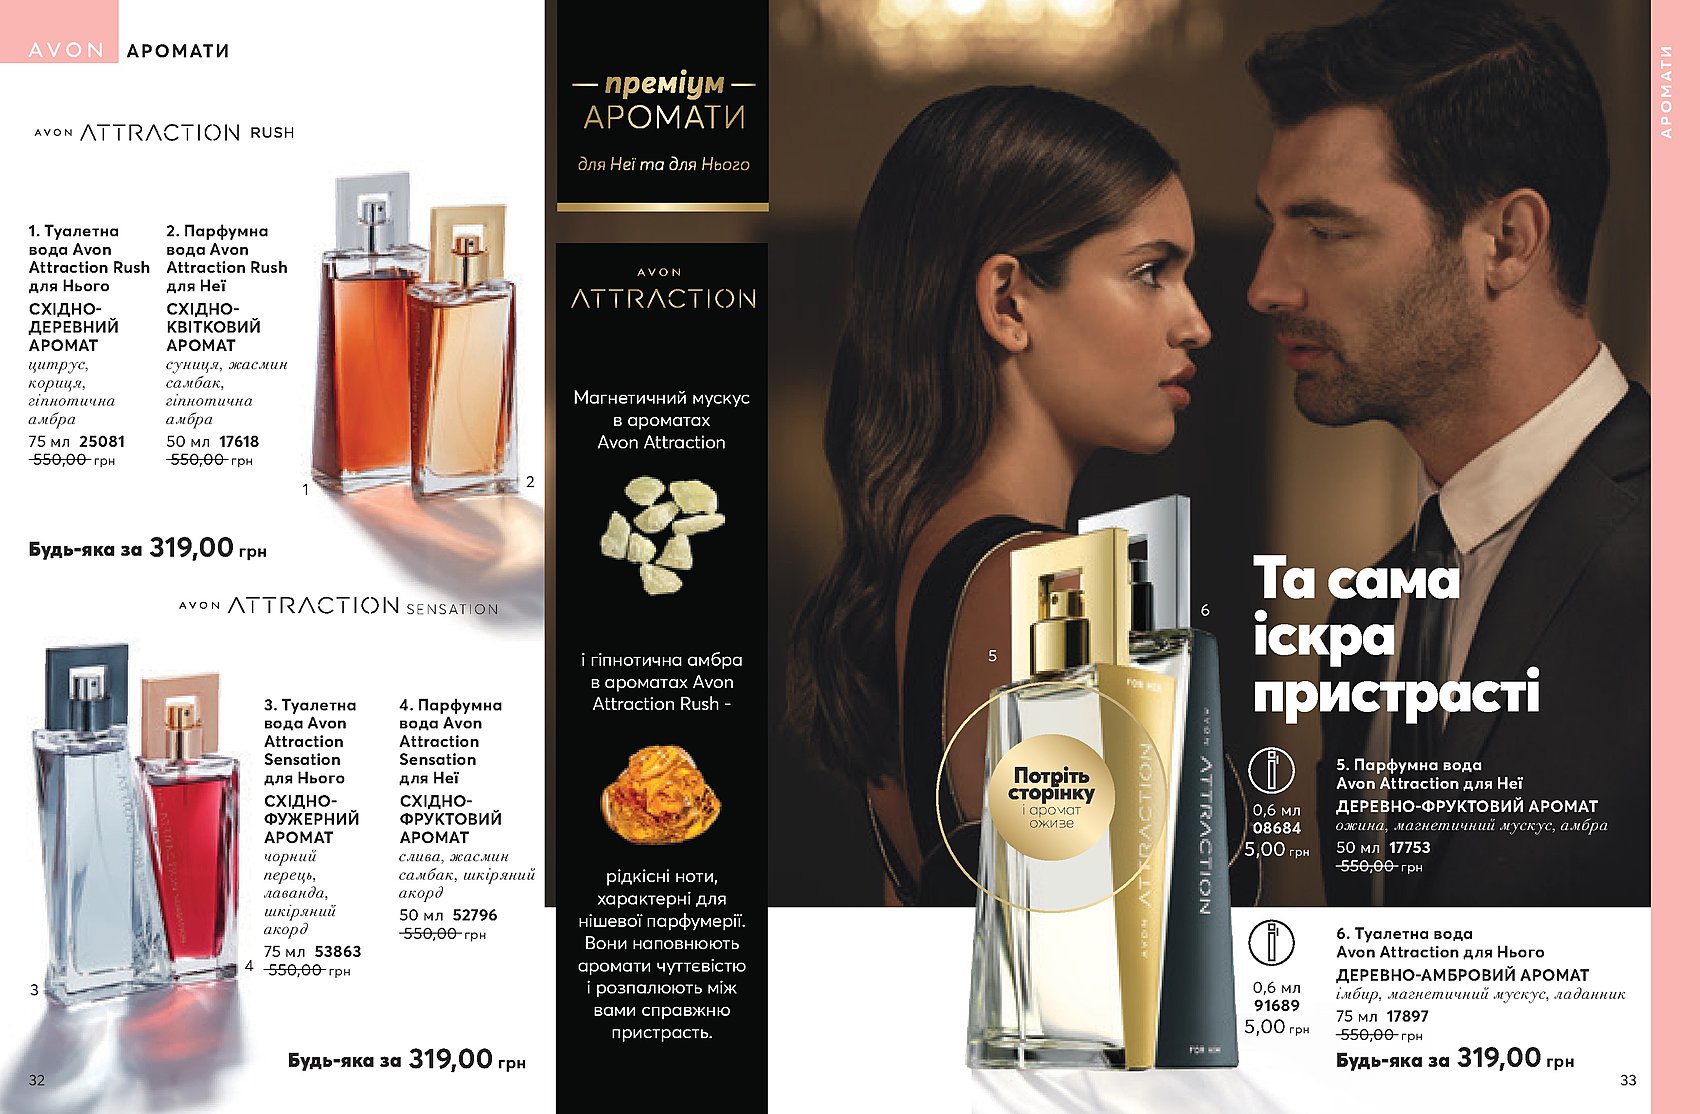 AVON АРОМАТИ
AVON ATTRACTION RUSH
1. Туалетна
вода Avon
Attraction Rush
для Нього
СХІДНО-
ДЕРЕВНИЙ
АРОМАТ
цитрус,
кориця,
гіпнотична
амбра
75 мл 25081
550,00 грн
2. Парфумна
вода Avon
Attraction Rush
для Неї
СХІДНО-
КВІТКОВИЙ
АРОМАТ
суниця, жасмин
самбак,
гіпнотична
амбра
50 мл 17618
550,00 грн
1
2
Будь-яка за 319,00 грн
AVON ATTRACTION SENSATION
3. Туалетна
вода Avon
Attraction
Sensation
для Нього
СХІДНО-
ФУЖЕРНИЙ
АРОМАТ
чорний
перець,
лаванда,
шкіряний
акорд
75 мл 53863
550,00 грн
4. Парфумна
вода Avon
Attraction
Sensation
для Неї
СХІДНО-
ФРУКТОВИЙ
АРОМАТ
слива, жасмин
самбак, шкіряний
акорд
50 мл 52796
550,00 грн
3
4
Будь-яка за 319,00 грн
32
преміум
АРОМАТИ
для Неї та для Нього
AVON
ATTRACTION
Магнетичний мускус
в ароматах
Avon Attraction
і гіпнотична амбра
в ароматах Avon
Attraction Rush -
рідкісні ноти,
характерні для
нішевої парфумерії.
Вони наповнюють
аромати чуттєвістю
і розпалюють між
вами справжню
пристрасть.
АРОМАТИ
Та сама
іскра
пристрасті
5
6
FOR HER
AVON ATTRACTION
AVON ATTRACTION
FOR HIM
Потріть
сторінку
і аромат
оживе
0,6 мл
08684
5,00 грн
5. Парфумна вода
Avon Attraction для Неї
ДЕРЕВНО-ФРУКТОВИЙ АРОМАТ
ожина, магнетичний мускус, амбра
50 мл 17753
550,00 грн
0,6 мл
91689
5,00 грн
6. Туалетна вода
Avon Attraction для Нього
ДЕРЕВНО-АМБРОВИЙ АРОМАТ
імбир, магнетичний мускус, ладанник
75 мл 17897
550,00 грн
Будь-яка за 319,00 грн
33